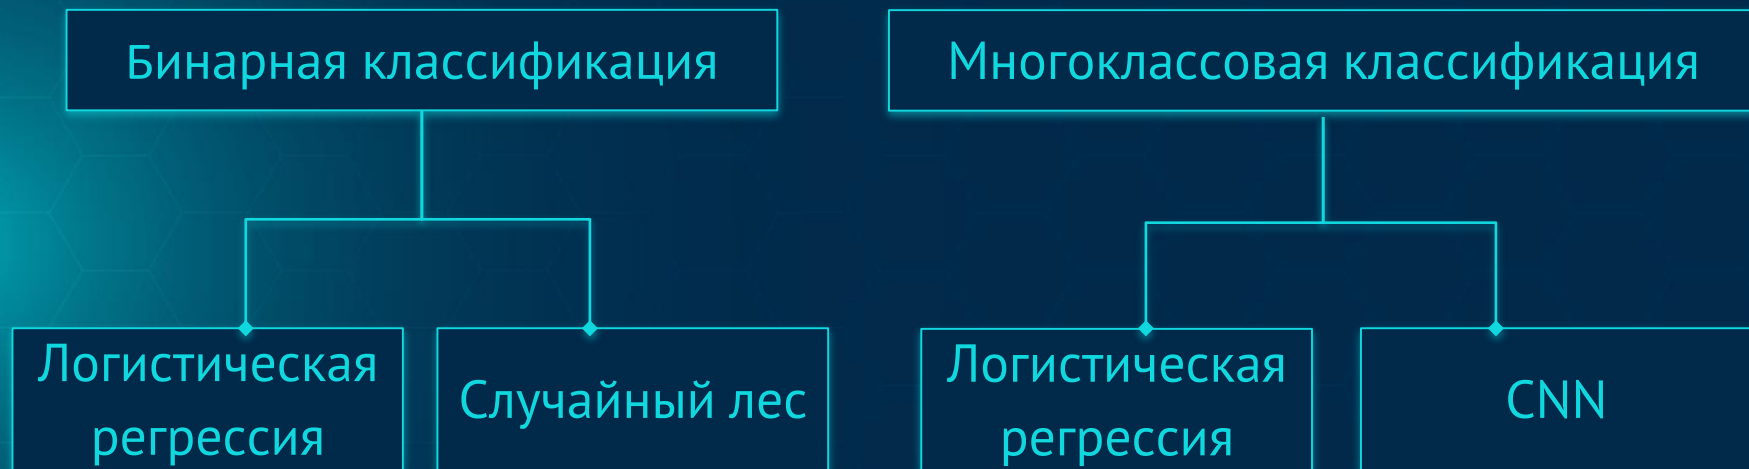 Бинарная классификация
Многоклассовая классификация
Логистическая
регрессия
Случайный лес
Логистическая
регрессия
CNN